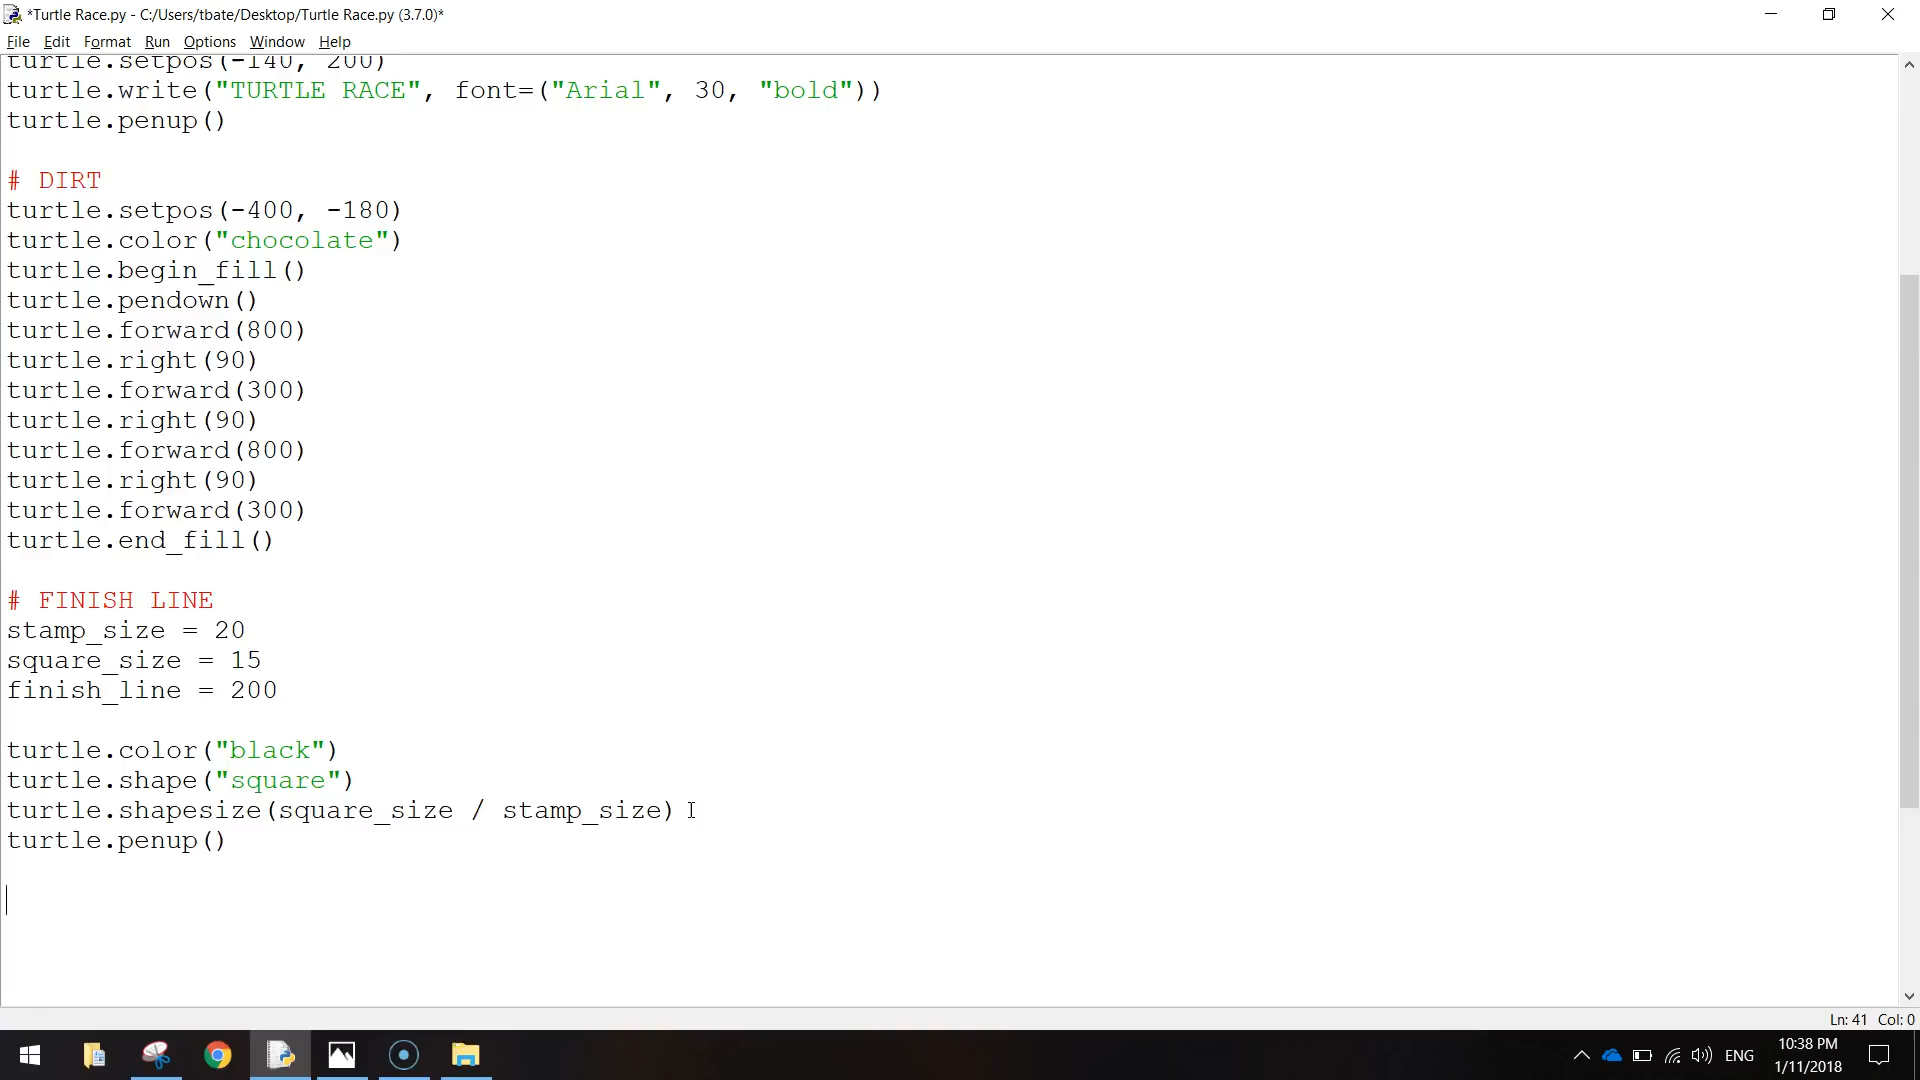 *Turtle Race.py - C:/Users/tbate/Desktop/Turtle Race.py (3.7.0)*
File Edit Format Run Options Window Help
turtle.setpos(-140, 200)
turtle.write("TURTLE RACE", font=("Arial", 30, "bold"))
turtle.penup()
# DIRT
turtle.setpos(-400, -180)
turtle.color("chocolate")
turtle.begin_fill()
turtle.pendown()
turtle.forward(800)
turtle.right(90)
turtle.forward(300)
turtle.right(90)
turtle.forward(800)
turtle.right(90)
turtle.forward(300)
turtle.end_fill()
# FINISH LINE
stamp_size = 20
square_size = 15
finish_line = 200
turtle.color("black")
turtle.shape("square")
turtle.shapesize(square_size / stamp_size)
turtle.penup()
Ln: 41 Col: 0
ENG
10:38 PM
1/11/2018